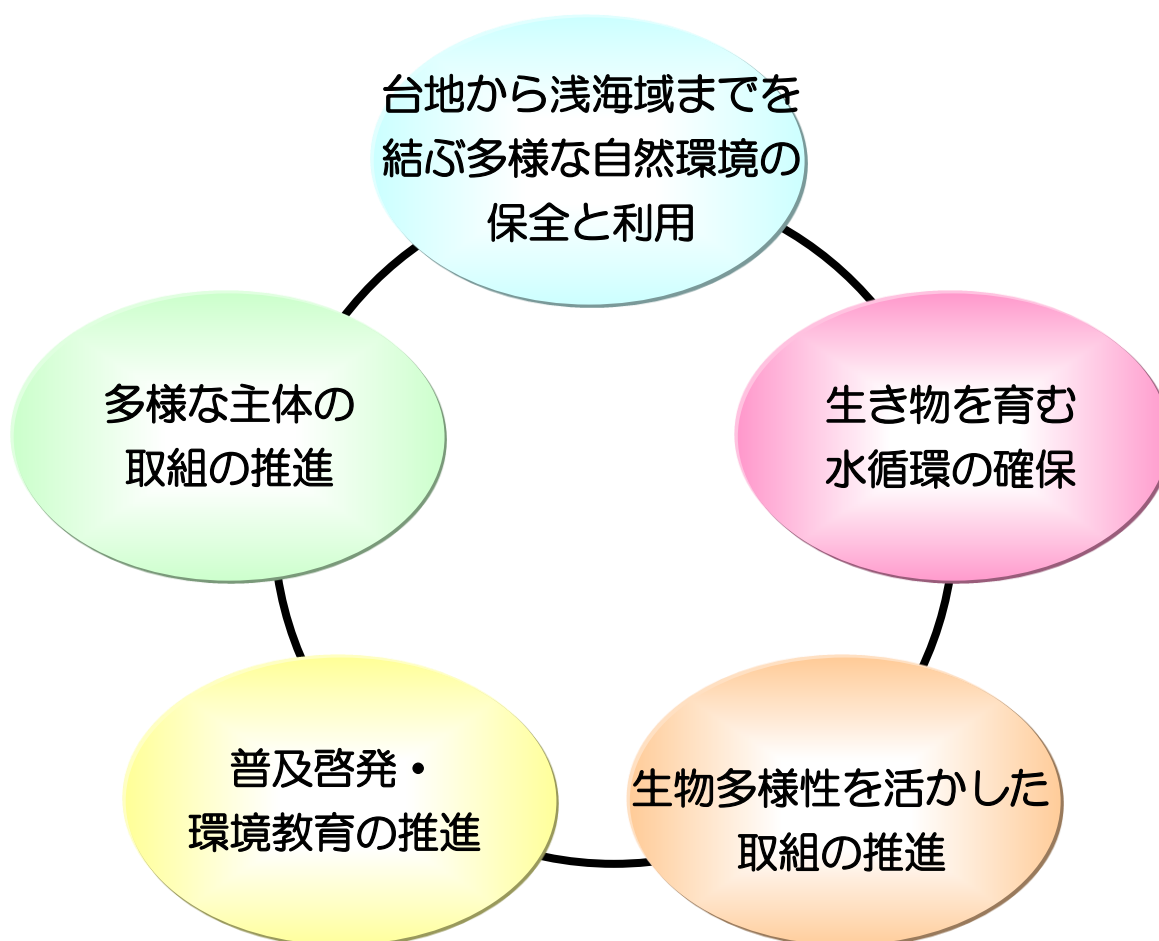 台地から浅海域までを
結ぶ多様な自然環境の
保全と利用
生き物を育む
水循環の確保
生物多様性を活かした
取組の推進
普及啓発・
環境教育の推進
多様な主体の
取組の推進